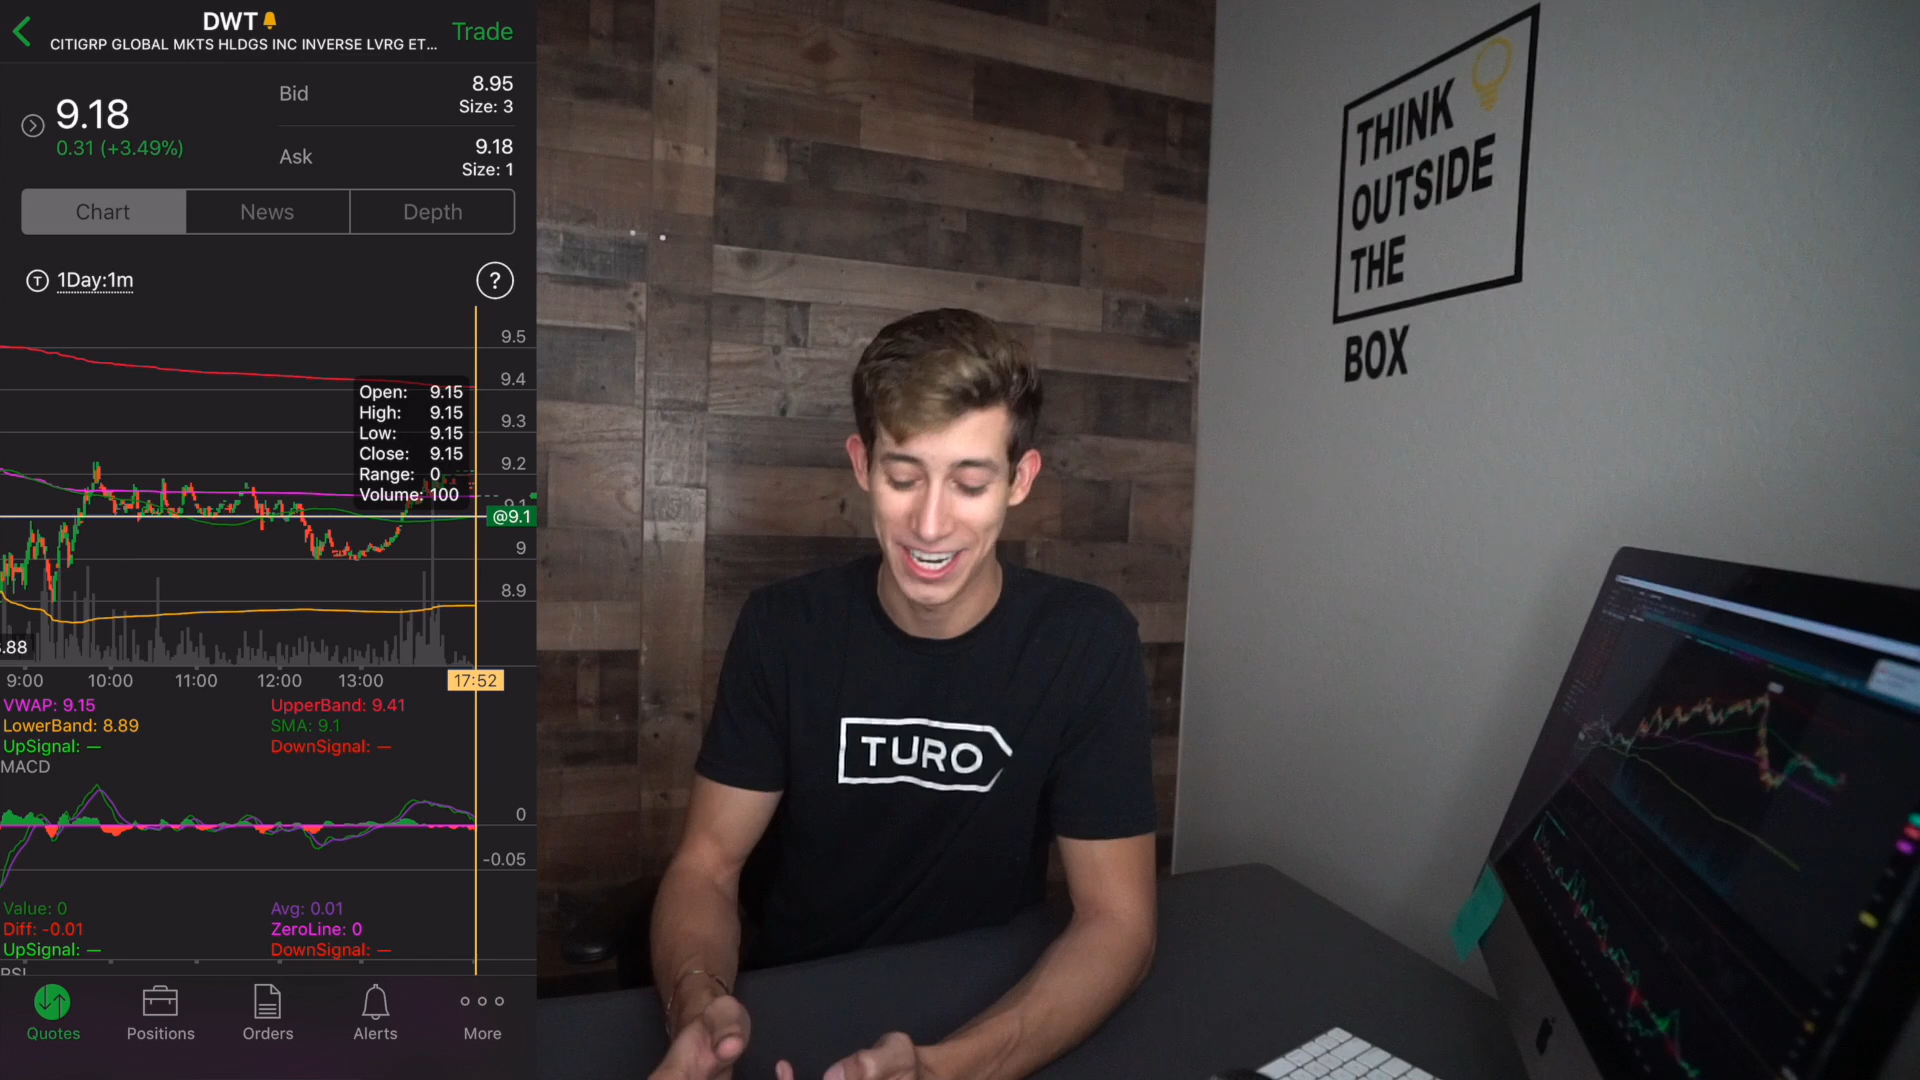 DWT
CITIGRP GLOBAL MKTS HLDGS INC INVERSE LVRG ET...
Trade
9.18
0.31 (+3.49%)
Bid
8.95
Size: 3
Ask
9.18
Size: 1
Chart
News
Depth
T
1Day:1m
?
9.5
9.4
9.3
9.2
9.1
@9.1
9
8.9
Open: 9.15
High: 9.15
Low: 9.15
Close: 9.15
Range: 0
Volume: 100
.88
9:00
10:00
11:00
12:00
13:00
17:52
VWAP: 9.15
UpperBand: 9.41
LowerBand: 8.89
SMA: 9.1
UpSignal: —
DownSignal: —
MACD
0
-0.05
Value: 0
Avg: 0.01
Diff: -0.01
ZeroLine: 0
UpSignal: —
DownSignal: —
RSI
Quotes
Positions
Orders
Alerts
More
THINK
OUTSIDE
THE
BOX
TURO